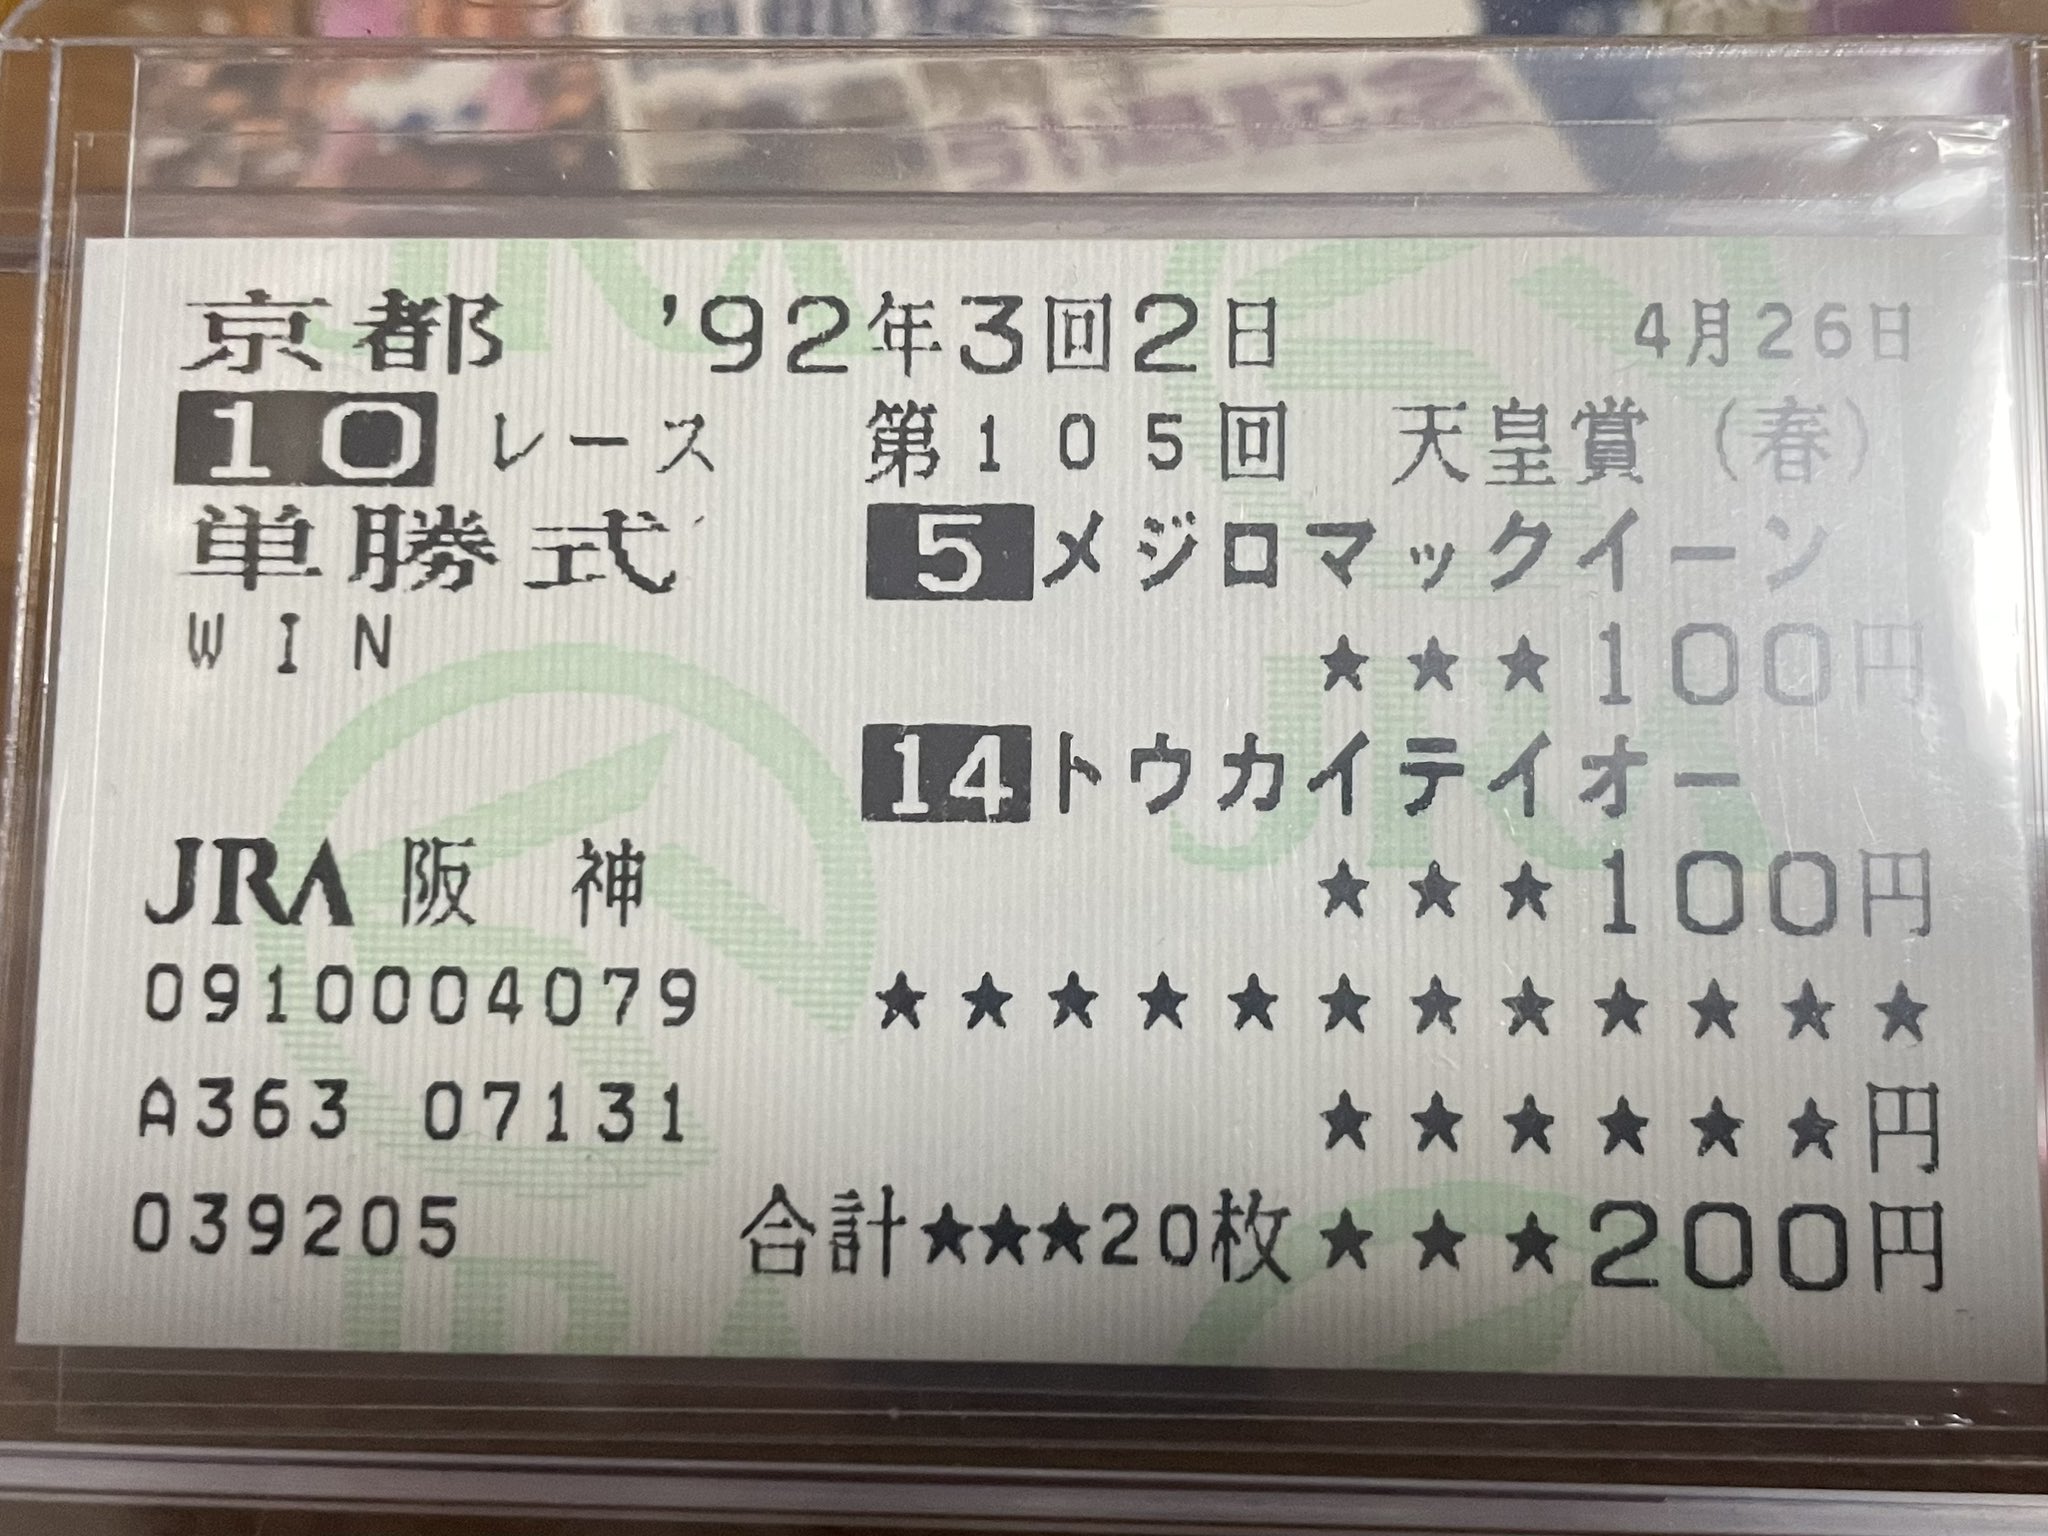 京都 '92年3回2日 4月26日
10 レース 第105回 天皇賞(春)
単勝式 5 メジロマックイーン
WIN ★★★100円
14 トウカイテイオー
JRA 阪神 ★★★100円
0910004079 ★★★★★★★★★★★★
A363 07131 ★★★★★★円
039205 合計★★★20枚★★★200円